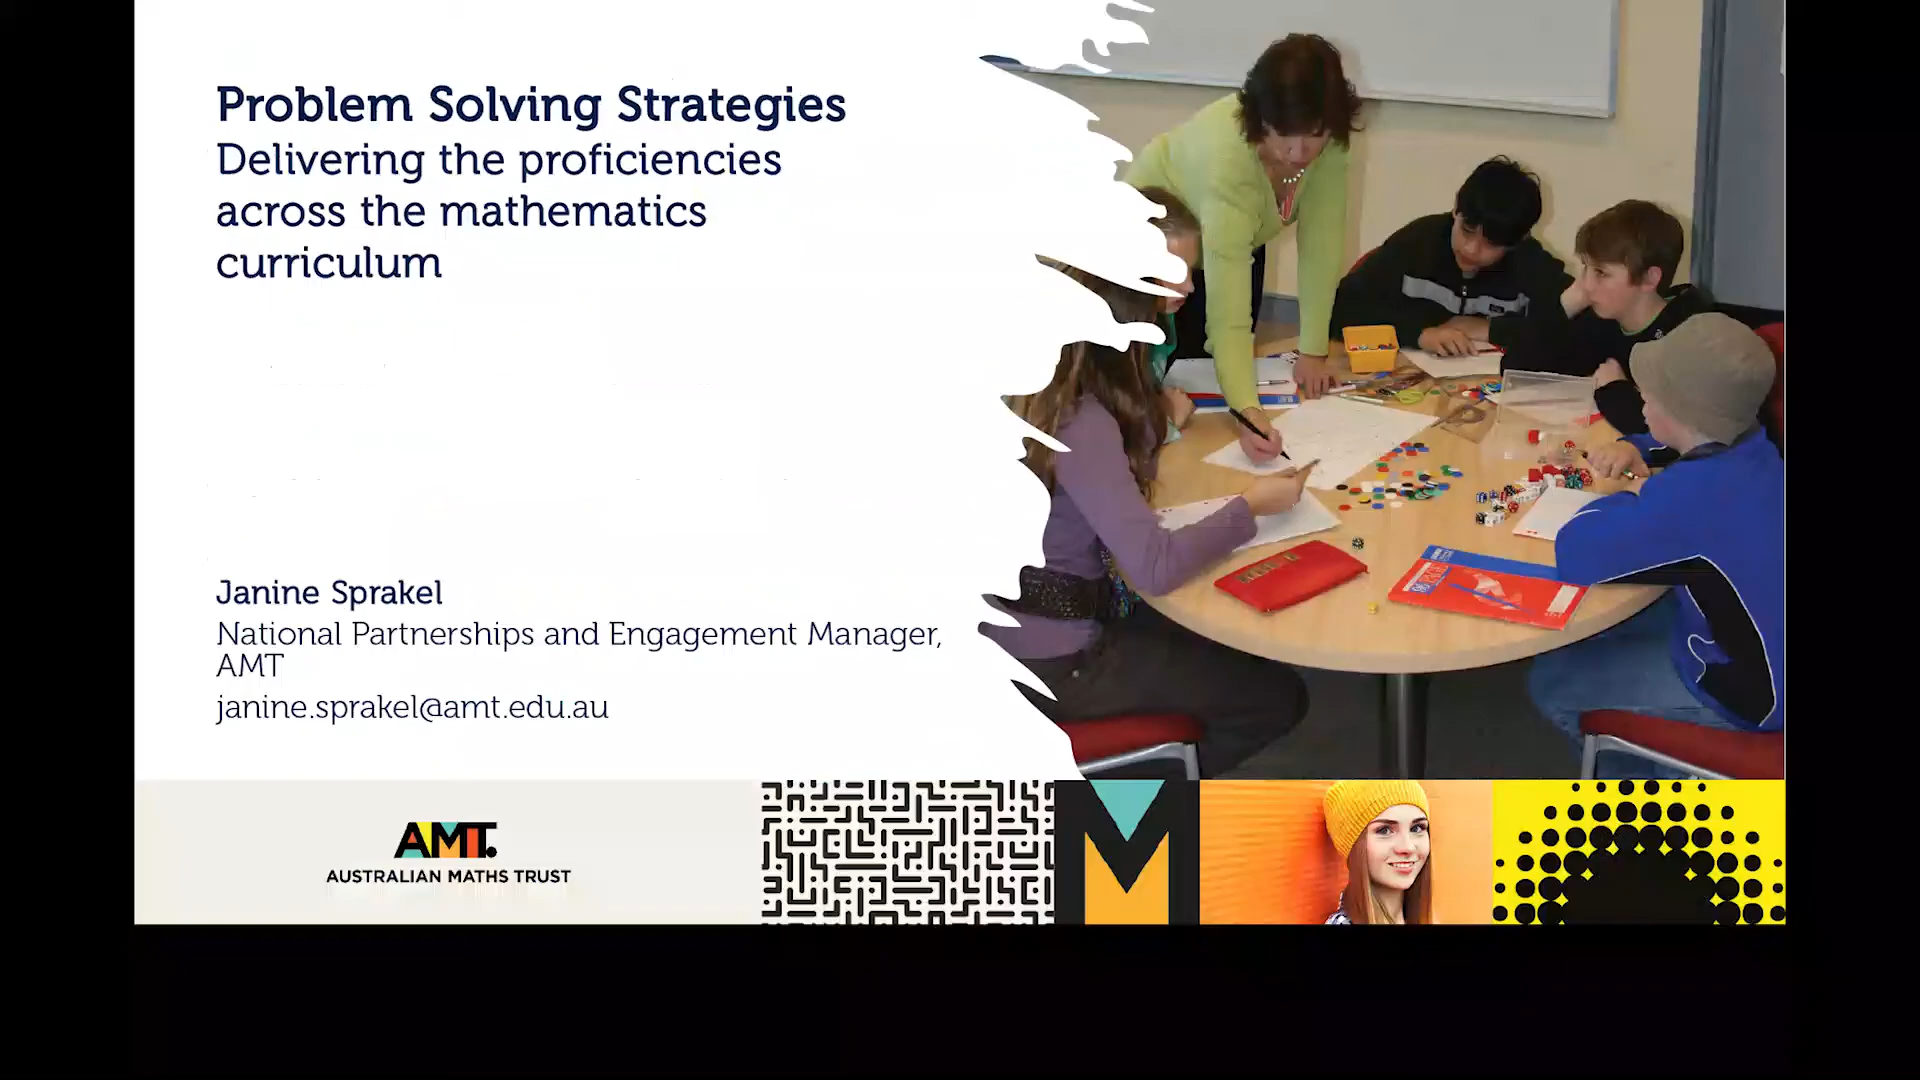 Problem Solving Strategies
Delivering the proficiencies
across the mathematics
curriculum
Janine Sprakel
National Partnerships and Engagement Manager,
AMT
janine.sprakel@amt.edu.au
AMT.
AUSTRALIAN MATHS TRUST